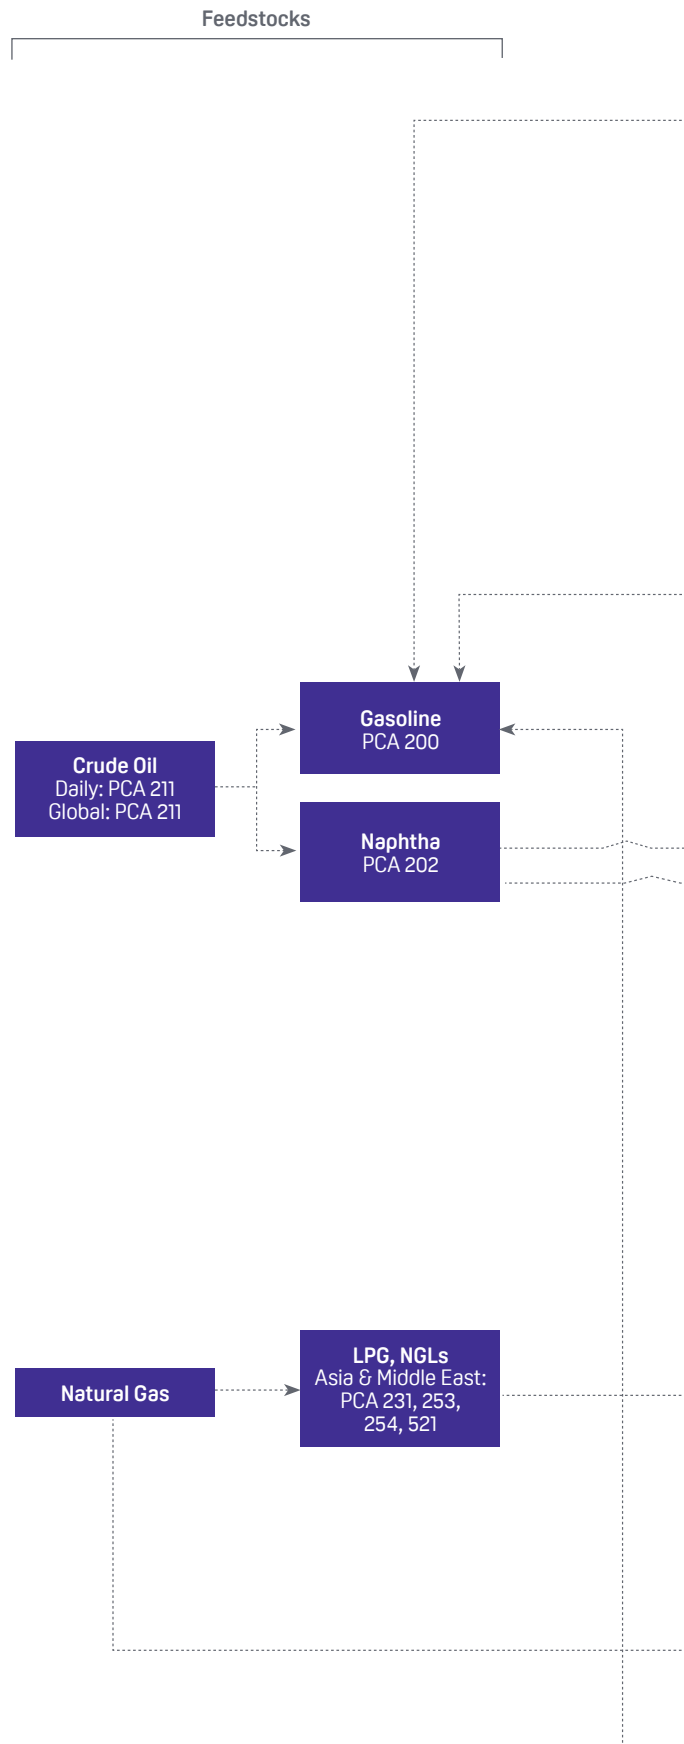 Feedstocks
Gasoline
PCA 200
Crude Oil
Daily: PCA 211
Global: PCA 211
Naphtha
PCA 202
LPG, NGLs
Asia & Middle East:
PCA 231, 253,
254, 521
Natural Gas